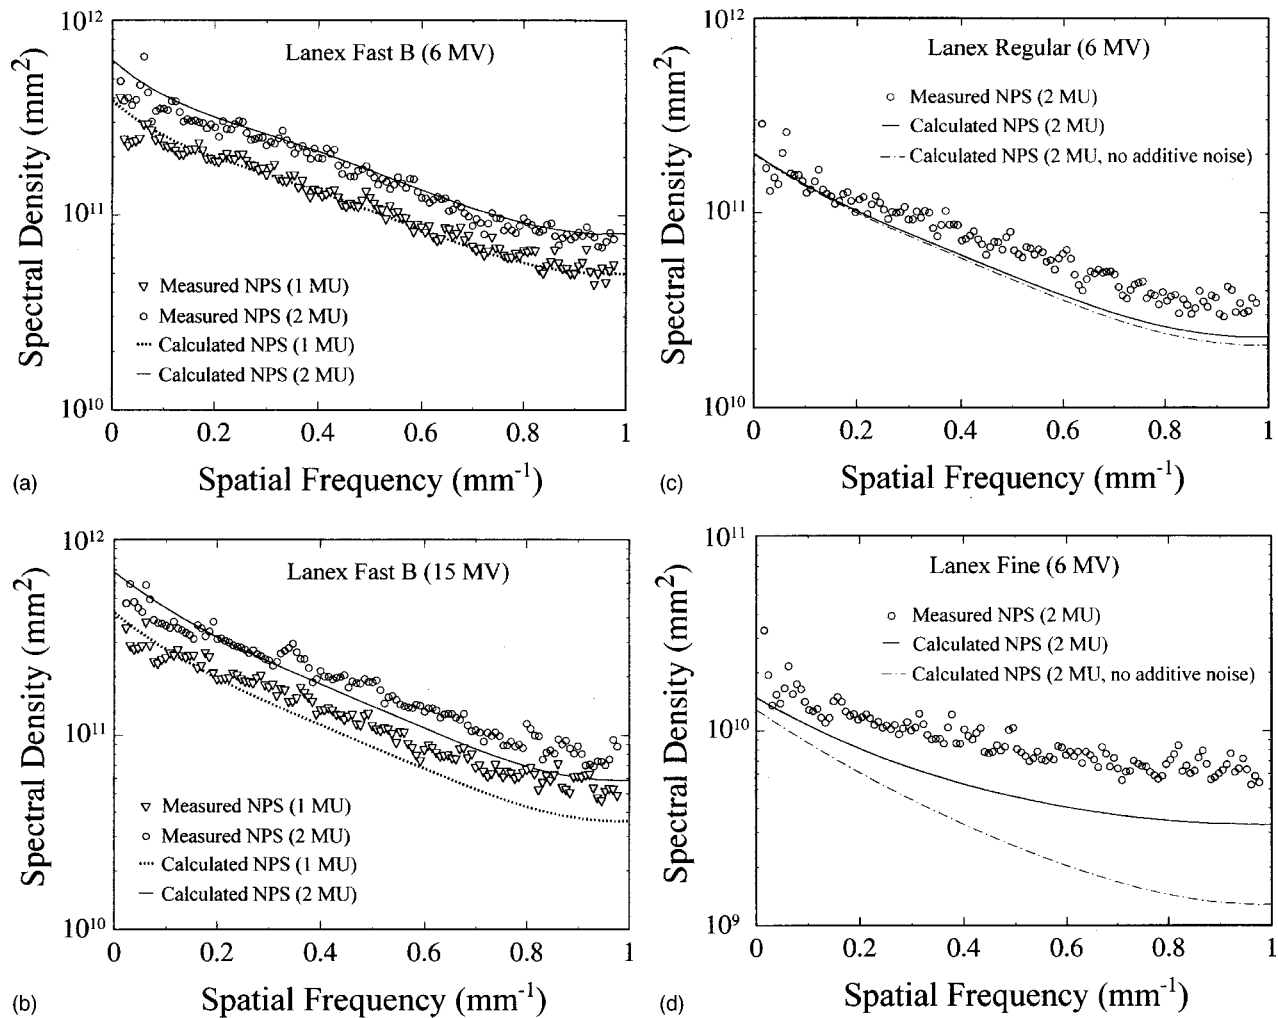 10^12
10^11
10^10
Spectral Density (mm^2)
Lanex Fast B (6 MV)
Measured NPS (1 MU)
Measured NPS (2 MU)
Calculated NPS (1 MU)
Calculated NPS (2 MU)
0 0.2 0.4 0.6 0.8 1
(a) Spatial Frequency (mm^-1)
10^12
10^11
10^10
Spectral Density (mm^2)
Lanex Regular (6 MV)
Measured NPS (2 MU)
Calculated NPS (2 MU)
Calculated NPS (2 MU, no additive noise)
0 0.2 0.4 0.6 0.8 1
(c) Spatial Frequency (mm^-1)
10^12
10^11
10^10
Spectral Density (mm^2)
Lanex Fast B (15 MV)
Measured NPS (1 MU)
Measured NPS (2 MU)
Calculated NPS (1 MU)
Calculated NPS (2 MU)
0 0.2 0.4 0.6 0.8 1
(b) Spatial Frequency (mm^-1)
10^11
10^10
10^9
Spectral Density (mm^2)
Lanex Fine (6 MV)
Measured NPS (2 MU)
Calculated NPS (2 MU)
Calculated NPS (2 MU, no additive noise)
0 0.2 0.4 0.6 0.8 1
(d) Spatial Frequency (mm^-1)